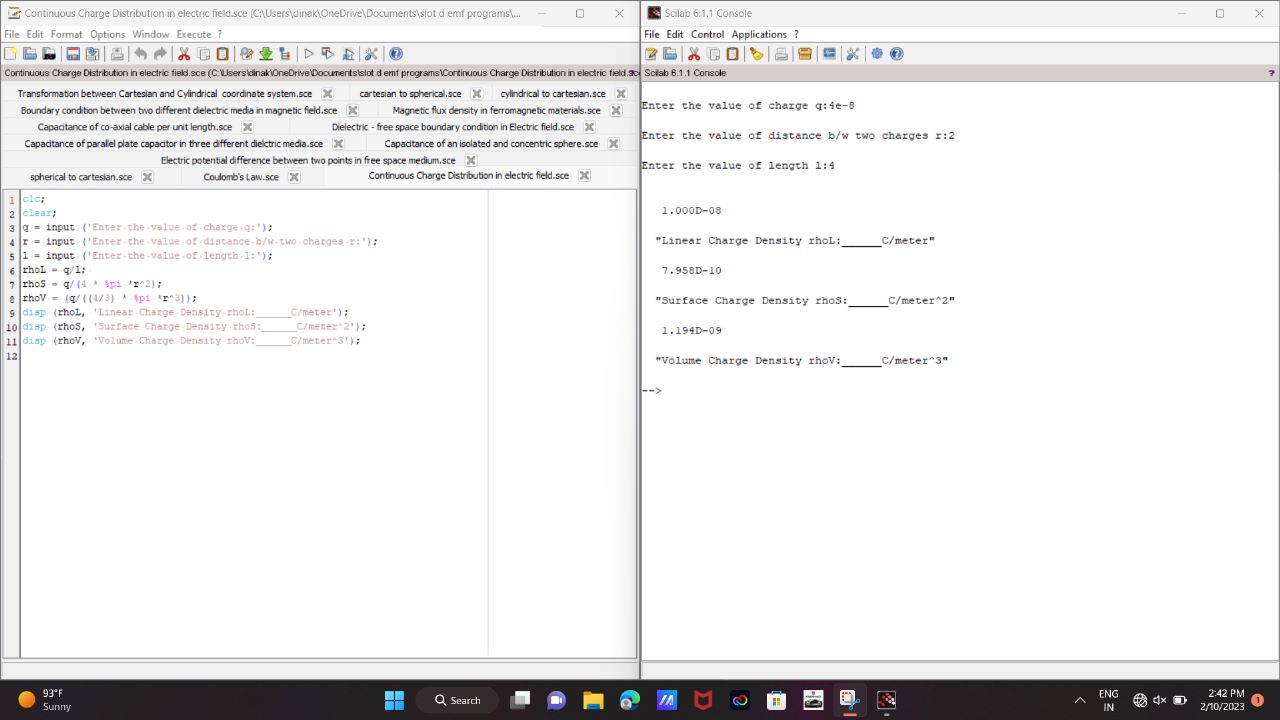 Continuous Charge Distribution in electric field.sce (C:\Users\dinak\OneDrive\Documents\slot d emf programs\,...
File Edit Format Options Window Execute ?
Continuous Charge Distribution in electric field.sce (C:\Users\dinak\OneDrive\Documents\slot d emf programs\Continuous Charge Distribution in electric field.sce
Transformation between Cartesian and Cylindrical coordinate system.sce cartesian to spherical.sce cylindrical to cartesian.sce
Boundary condition between two different dielectric media in magnetic field.sce Magnetic flux density in ferromagnetic materials.sce
Capacitance of co-axial cable per unit length.sce Dielectric - free space boundary condition in Electric field.sce
Capacitance of parallel plate capacitor in three different dielctric media.sce Capacitance of an isolated and concentric sphere.sce
Electric potential difference between two points in free space medium.sce
spherical to cartesian.sce Coulomb's Law.sce Continuous Charge Distribution in electric field.sce
1 clc;
2 clear;
3 q = input ('Enter the value of charge q:');
4 r = input ('Enter the value of distance b/w two charges r:');
5 l = input ('Enter the value of length l:');
6 rhoL = q/l;
7 rhoS = q/(4 * %pi *r^2);
8 rhoV = (q/((4/3) * %pi *r^3));
9 disp (rhoL, 'Linear Charge Density rhoL:______C/meter');
10 disp (rhoS, 'Surface Charge Density rhoS:______C/meter^2');
11 disp (rhoV, 'Volume Charge Density rhoV:______C/meter^3');
12
Scilab 6.1.1 Console
File Edit Control Applications ?
Scilab 6.1.1 Console ?
Enter the value of charge q:4e-8
Enter the value of distance b/w two charges r:2
Enter the value of length l:4
1.000D-08
"Linear Charge Density rhoL:______C/meter"
7.958D-10
"Surface Charge Density rhoS:______C/meter^2"
1.194D-09
"Volume Charge Density rhoV:______C/meter^3"
-->
93°F
Sunny
Search
ENG
IN
2:42 PM
2/10/2023
1